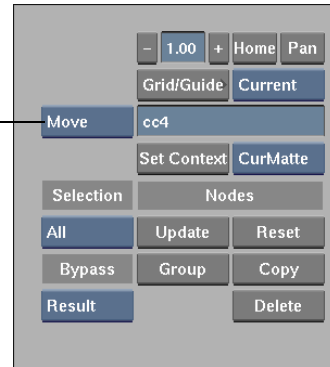 - 1.00 + Home Pan
Grid/Guide Current
Move cc4
Set Context CurMatte
Selection Nodes
All Update Reset
Bypass Group Copy
Result Delete